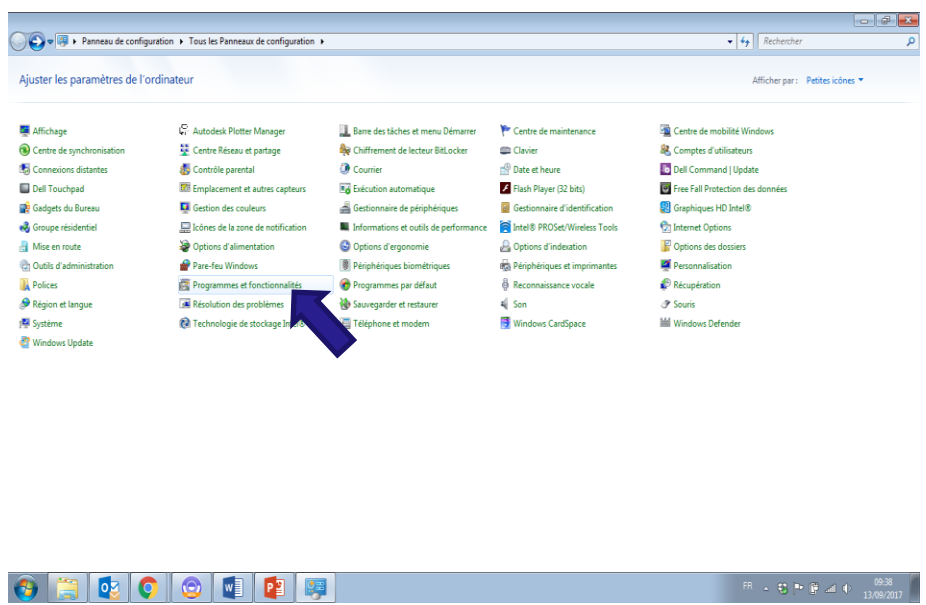 Panneau de configuration ▸ Tous les Panneaux de configuration ▸
Rechercher
Ajuster les paramètres de l'ordinateur
Afficher par : Petites icônes
Affichage
Autodesk Plotter Manager
Barre des tâches et menu Démarrer
Centre de maintenance
Centre de mobilité Windows
Centre de synchronisation
Centre Réseau et partage
Chiffrement de lecteur BitLocker
Clavier
Comptes d'utilisateurs
Connexions distantes
Contrôle parental
Courrier
Date et heure
Dell Command | Update
Dell Touchpad
Emplacement et autres capteurs
Exécution automatique
Flash Player (32 bits)
Free Fall Protection des données
Gadgets du Bureau
Gestion des couleurs
Gestionnaire de périphériques
Gestionnaire d'identification
Graphiques HD Intel®
Groupe résidentiel
Icônes de la zone de notification
Informations et outils de performance
Intel® PROSet/Wireless Tools
Internet Options
Mise en route
Options d'alimentation
Options d'ergonomie
Options d'indexation
Options des dossiers
Outils d'administration
Pare-feu Windows
Périphériques biométriques
Périphériques et imprimantes
Personnalisation
Polices
Programmes et fonctionnalités
Programmes par défaut
Reconnaissance vocale
Récupération
Région et langue
Résolution des problèmes
Sauvegarder et restaurer
Son
Souris
Système
Technologie de stockage
Téléphone et modem
Windows CardSpace
Windows Defender
Windows Update
FR
09:38
13/09/2017